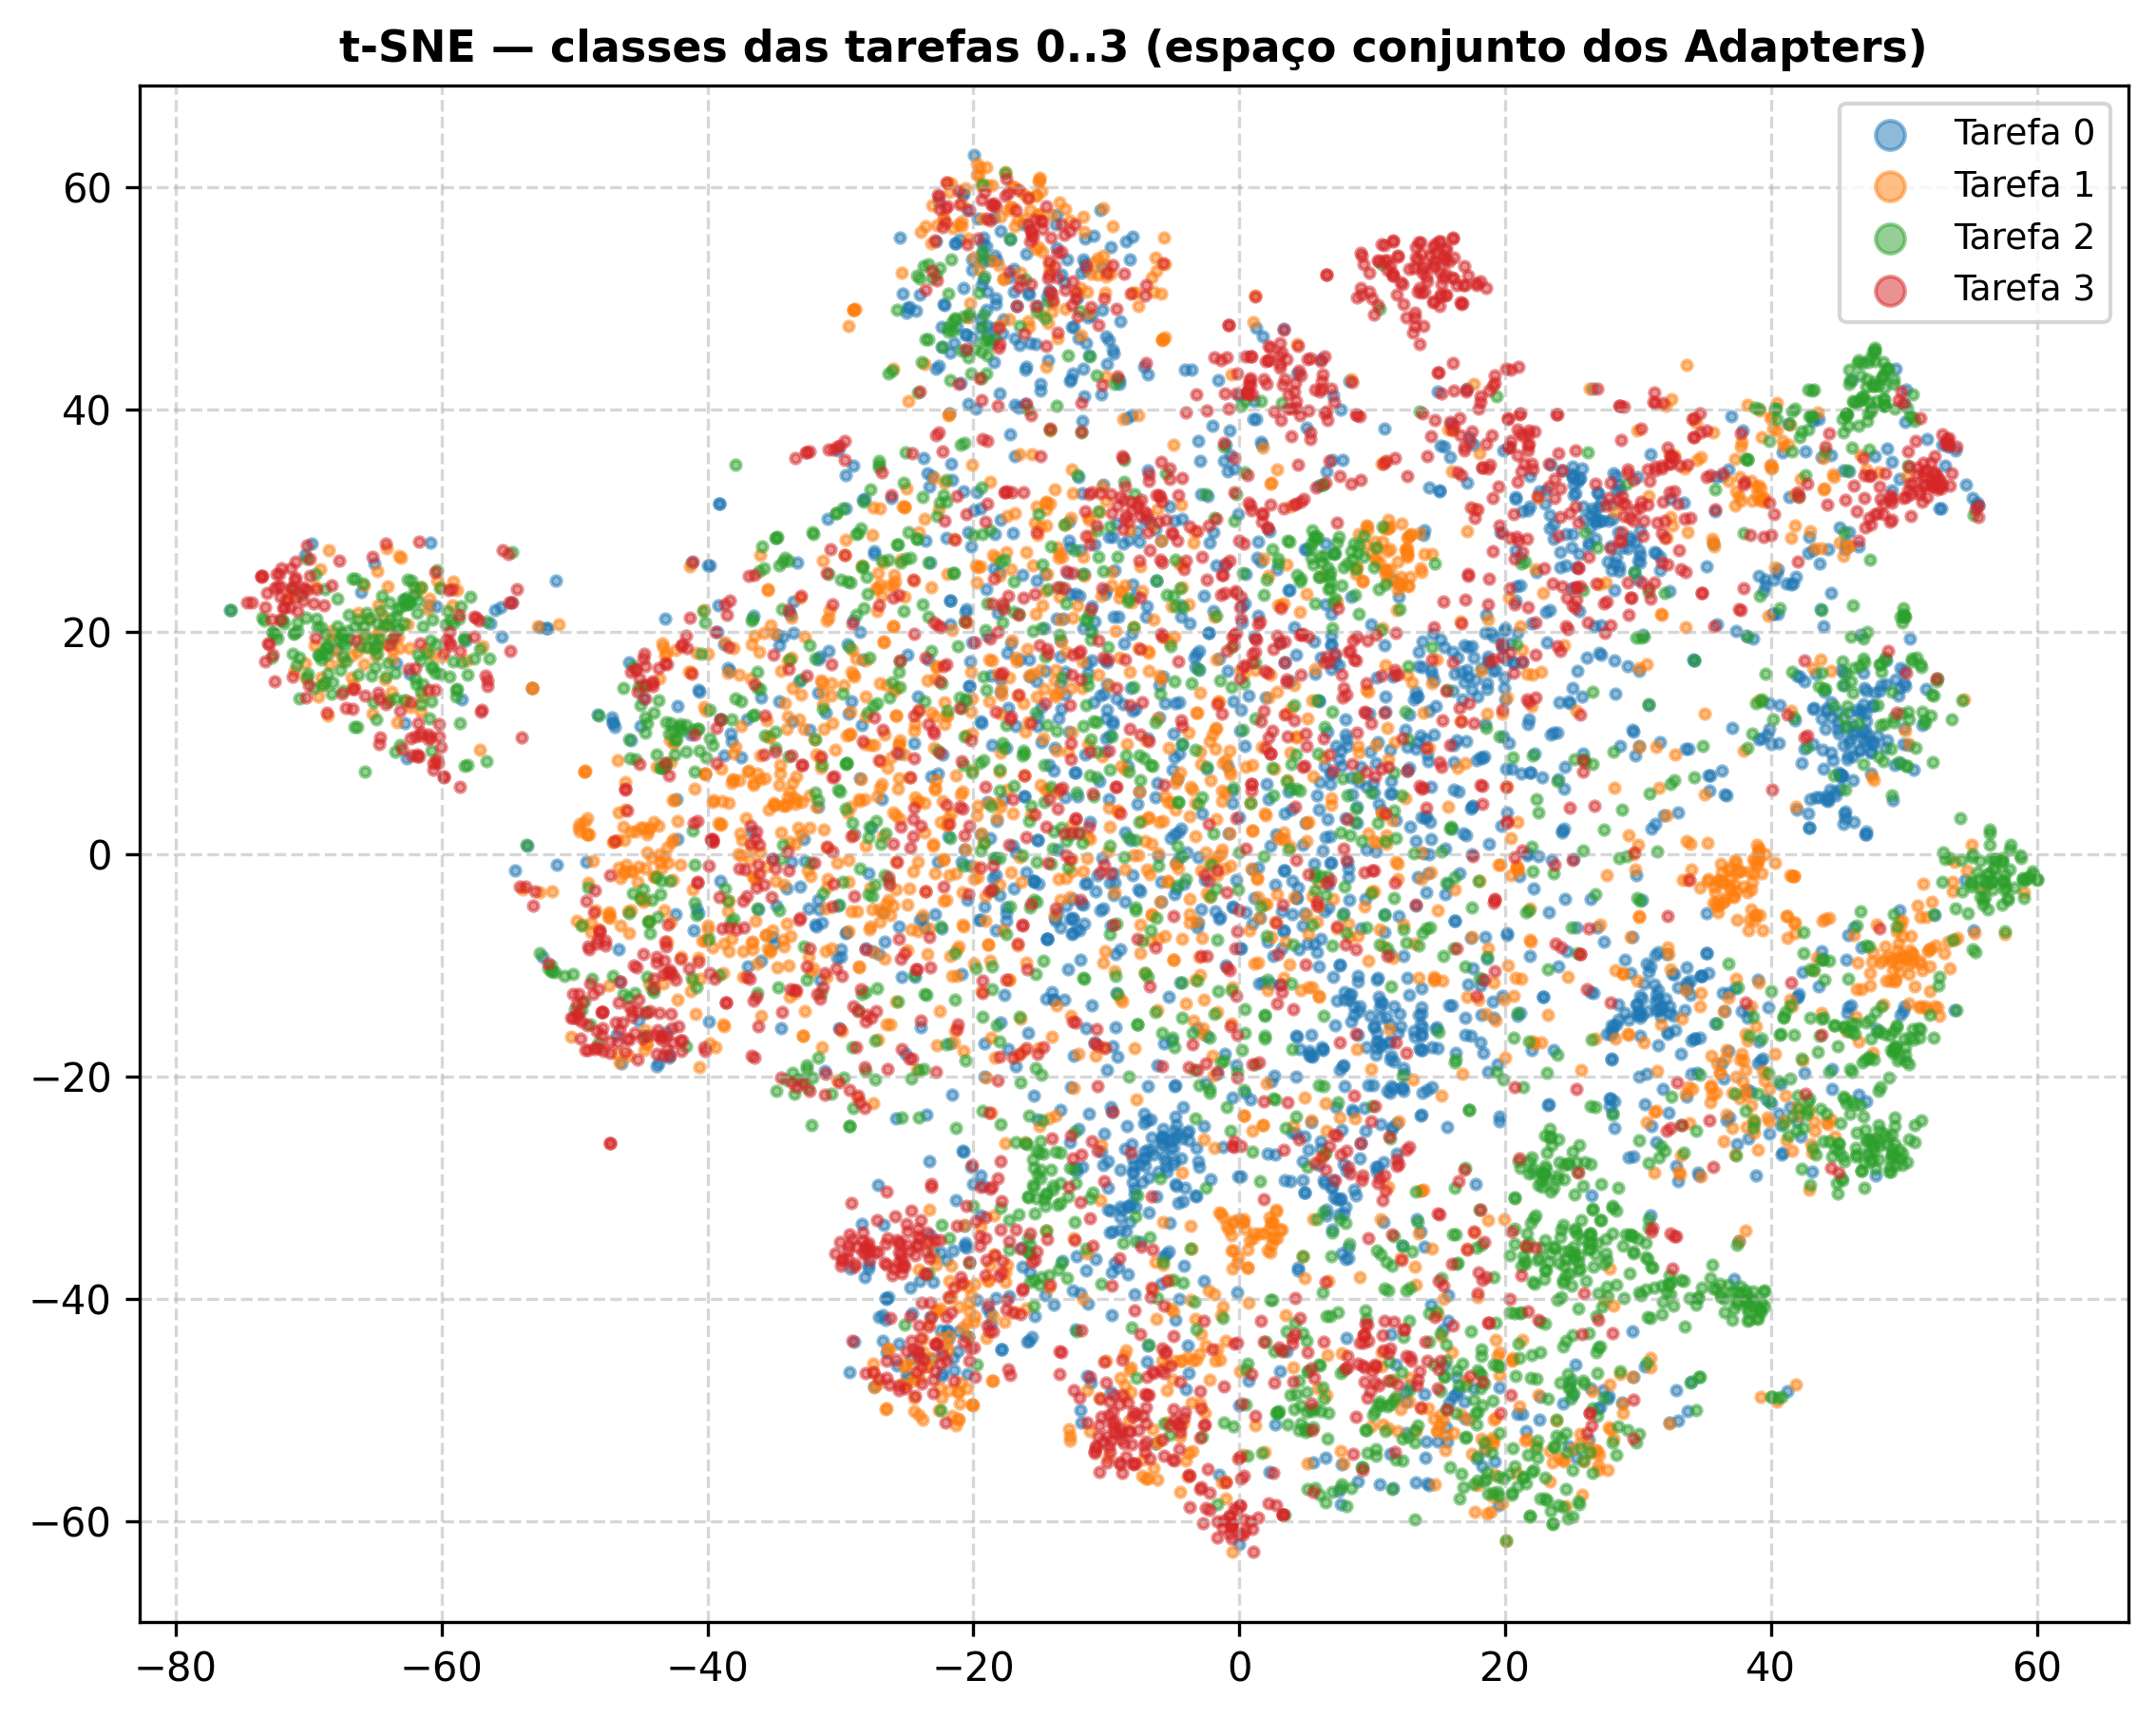 t-SNE — classes das tarefas 0..3 (espaço conjunto dos Adapters)
Tarefa 0
Tarefa 1
Tarefa 2
Tarefa 3
60
40
20
0
−20
−40
−60
−80 −60 −40 −20 0 20 40 60